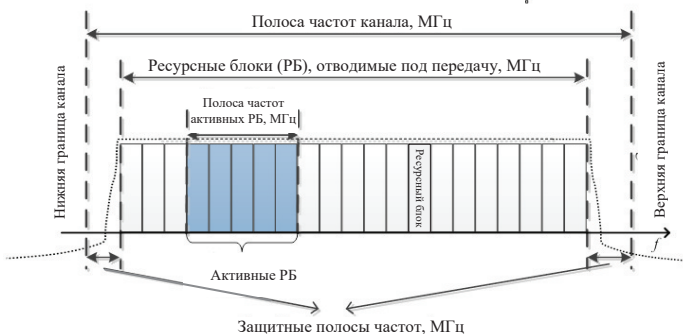 Полоса частот канала, МГц
Ресурсные блоки (РБ), отводимые под передачу, МГц
Полоса частот
активных РБ, МГц
Нижняя граница канала
Ресурсный блок
Верхняя граница канала
f
Активные РБ
Защитные полосы частот, МГц